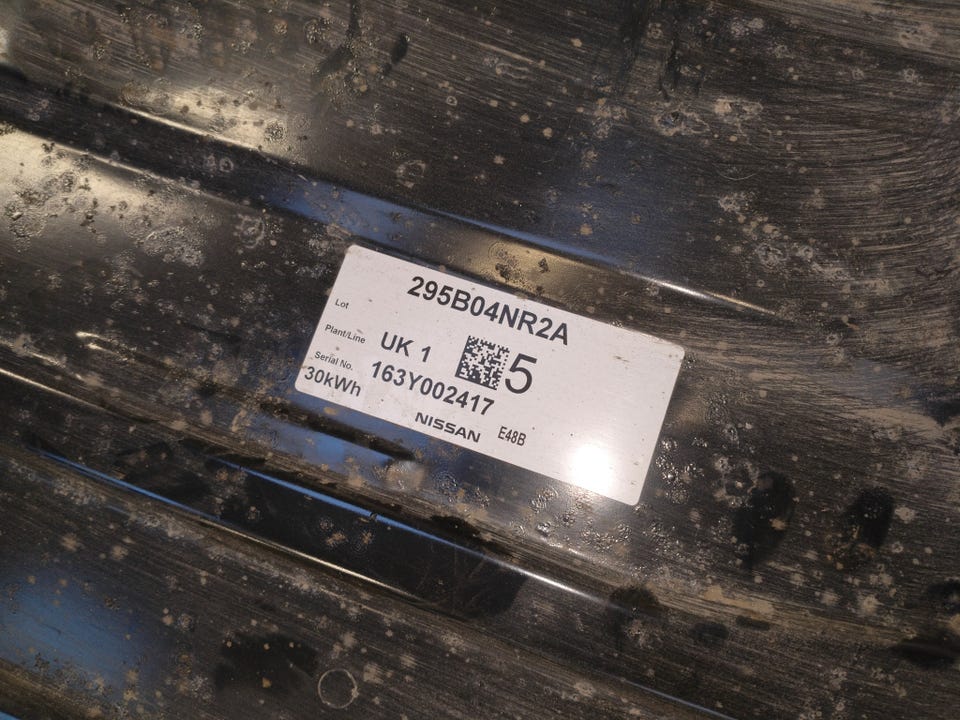 295B04NR2A
Lot
Plant/Line UK 1 5
Serial No. 163Y002417
30kWh
NISSAN E48B